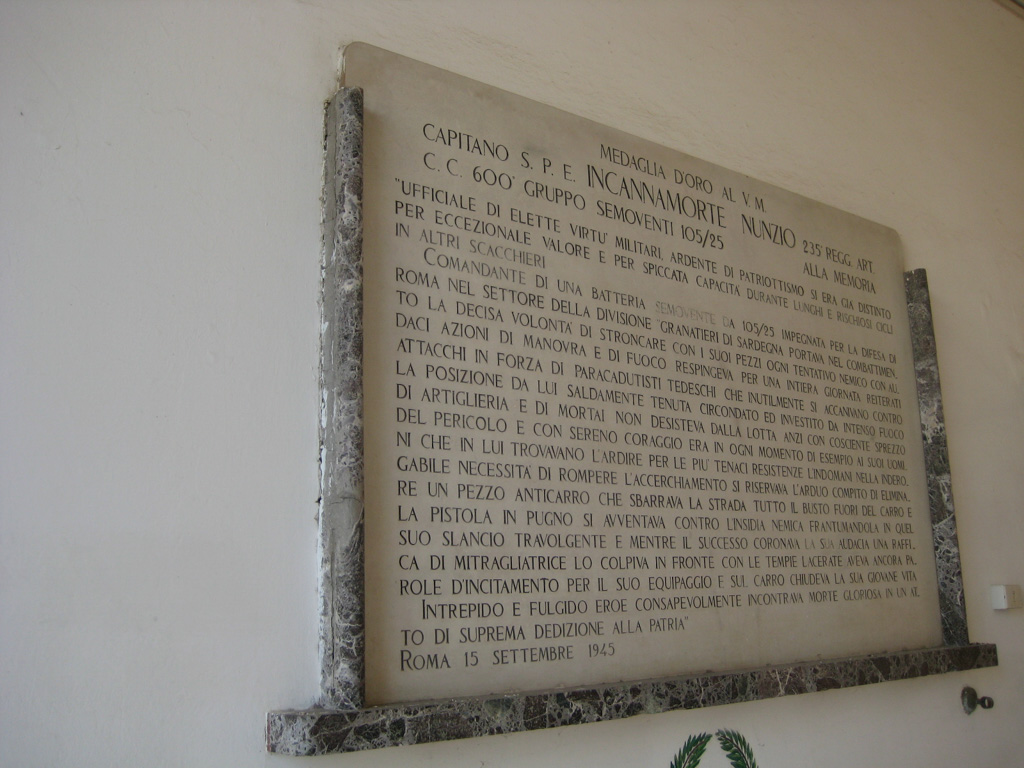 MEDAGLIA D'ORO AL V. M.
CAPITANO S. P. E. INCANNAMORTE NUNZIO 235° REGG. ART.
C. C. 600° GRUPPO SEMOVENTI 105/25 ALLA MEMORIA
"UFFICIALE DI ELETTE VIRTU' MILITARI, ARDENTE DI PATRIOTTISMO SI ERA GIA DISTINTO
PER ECCEZIONALE VALORE E PER SPICCATA CAPACITÀ DURANTE LUNGHI E RISCHIOSI CICLI
IN ALTRI SCACCHIERI
COMANDANTE DI UNA BATTERIA SEMOVENTE DA 105/25 IMPEGNATA PER LA DIFESA DI
ROMA NEL SETTORE DELLA DIVISIONE "GRANATIERI DI SARDEGNA PORTAVA NEL COMBATTIMEN.
TO LA DECISA VOLONTÀ DI STRONCARE CON I SUOI PEZZI OGNI TENTATIVO NEMICO CON AU.
DACI AZIONI DI MANOVRA E DI FUOCO RESPINGEVA PER UNA INTIERA GIORNATA REITERATI
ATTACCHI IN FORZA DI PARACADUTISTI TEDESCHI CHE INUTILMENTE SI ACCANIVANO CONTRO
LA POSIZIONE DA LUI SALDAMENTE TENUTA CIRCONDATO ED INVESTITO DA INTENSO FUOCO
DI ARTIGLIERIA E DI MORTAI NON DESISTEVA DALLA LOTTA ANZI CON COSCIENTE SPREZZO
DEL PERICOLO E CON SERENO CORAGGIO ERA IN OGNI MOMENTO DI ESEMPIO AI SUOI UOMI.
NI CHE IN LUI TROVAVANO L'ARDIRE PER LE PIU' TENACI RESISTENZE L'INDOMANI NELLA INDERO.
GABILE NECESSITÀ DI ROMPERE L'ACCERCHIAMENTO SI RISERVAVA L'ARDUO COMPITO DI ELIMINA.
RE UN PEZZO ANTICARRO CHE SBARRAVA LA STRADA TUTTO IL BUSTO FUORI DEL CARRO E
LA PISTOLA IN PUGNO SI AVVENTAVA CONTRO L'INSIDIA NEMICA FRANTUMANDOLA IN QUEL
SUO SLANCIO TRAVOLGENTE E MENTRE IL SUCCESSO CORONAVA LA SUA AUDACIA UNA RAFFI.
CA DI MITRAGLIATRICE LO COLPIVA IN FRONTE CON LE TEMPIE LACERATE AVEVA ANCORA PA.
ROLE D'INCITAMENTO PER IL SUO EQUIPAGGIO E SUL CARRO CHIUDEVA LA SUA GIOVANE VITA
INTREPIDO E FULGIDO EROE CONSAPEVOLMENTE INCONTRAVA MORTE GLORIOSA IN UN AT.
TO DI SUPREMA DEDIZIONE ALLA PATRIA"
ROMA 15 SETTEMBRE 1945